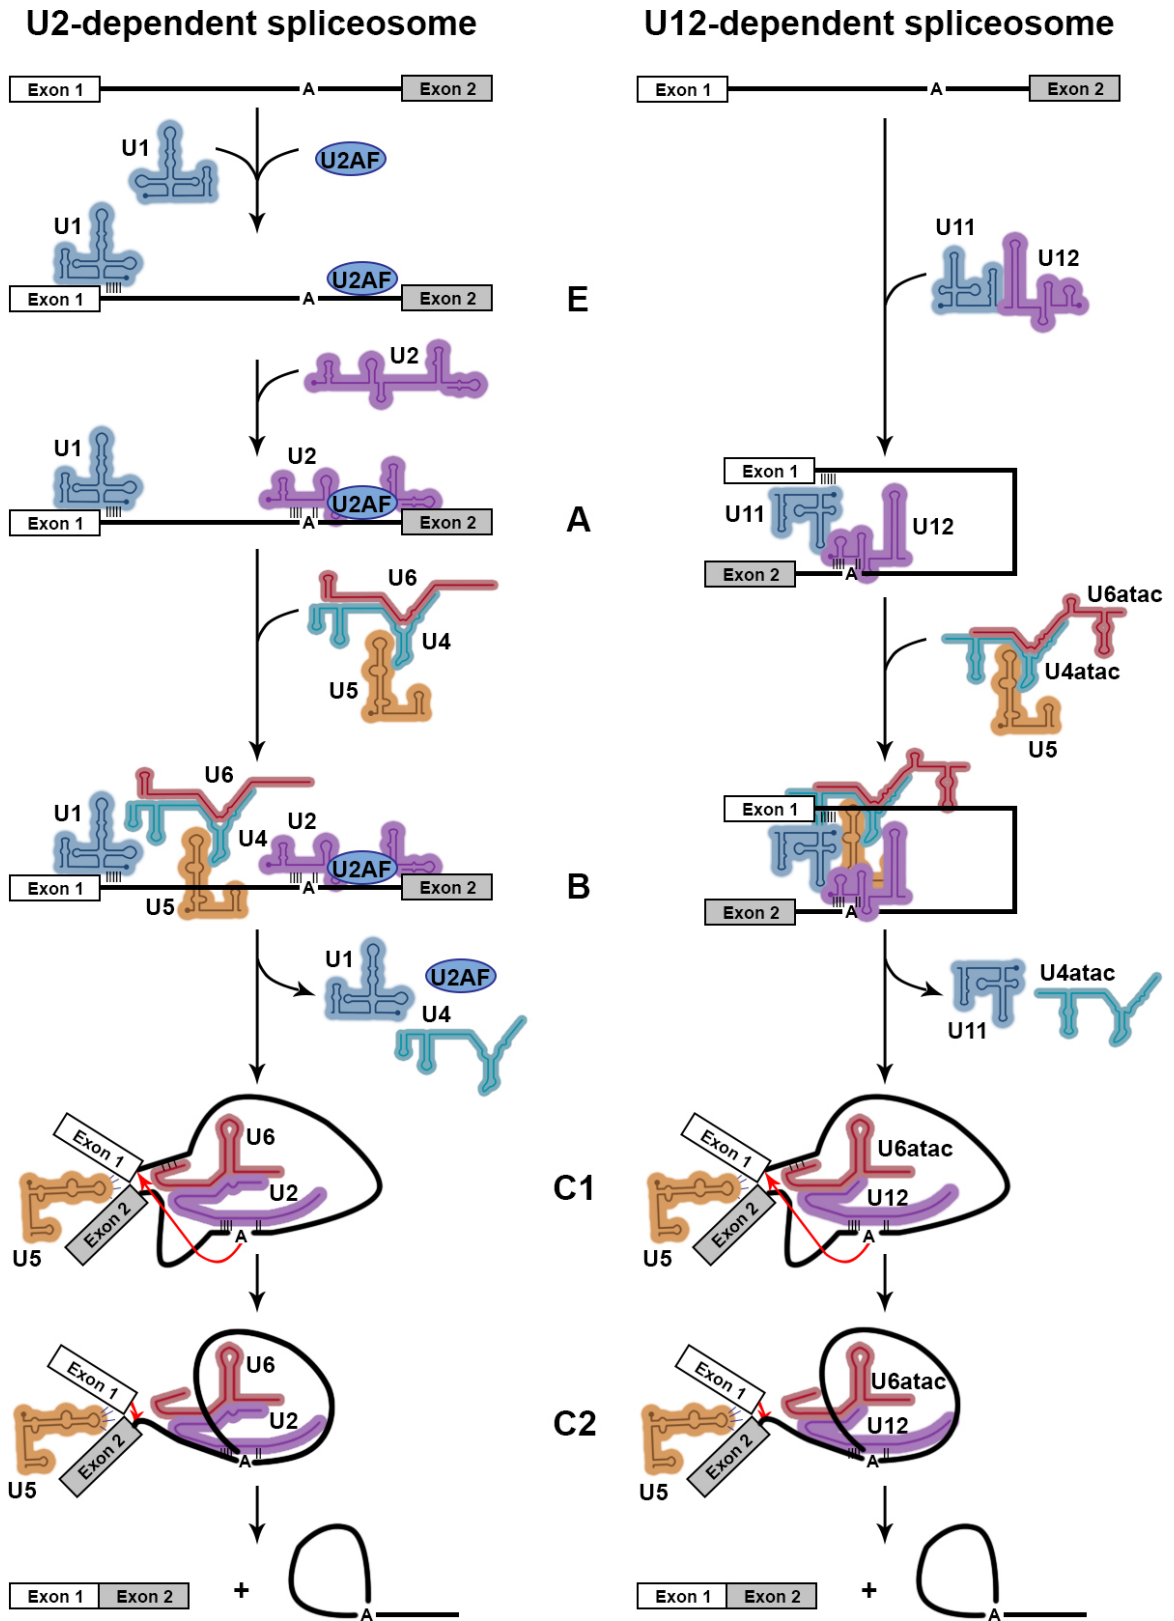 U2-dependent spliceosome
U12-dependent spliceosome
Exon 1 A Exon 2
Exon 1 A Exon 2
U1
U2AF
U1
U2AF
Exon 1 A Exon 2
E
U11
U12
U2
U1
U2
U2AF
Exon 1 A Exon 2
A
Exon 1
U11
U12
Exon 2 A
U6
U4
U5
U6atac
U4atac
U5
U6
U1
U4
U2
U2AF
Exon 1 A Exon 2
U5
B
Exon 1
Exon 2 A
U1
U2AF
U4
U4atac
U11
Exon 1
U6
U2
Exon 2
A
U5
C1
Exon 1
U6atac
U12
Exon 2
A
U5
Exon 1
U6
U2
Exon 2
A
U5
C2
Exon 1
U6atac
U12
Exon 2
A
U5
Exon 1 Exon 2 + A
Exon 1 Exon 2 + A